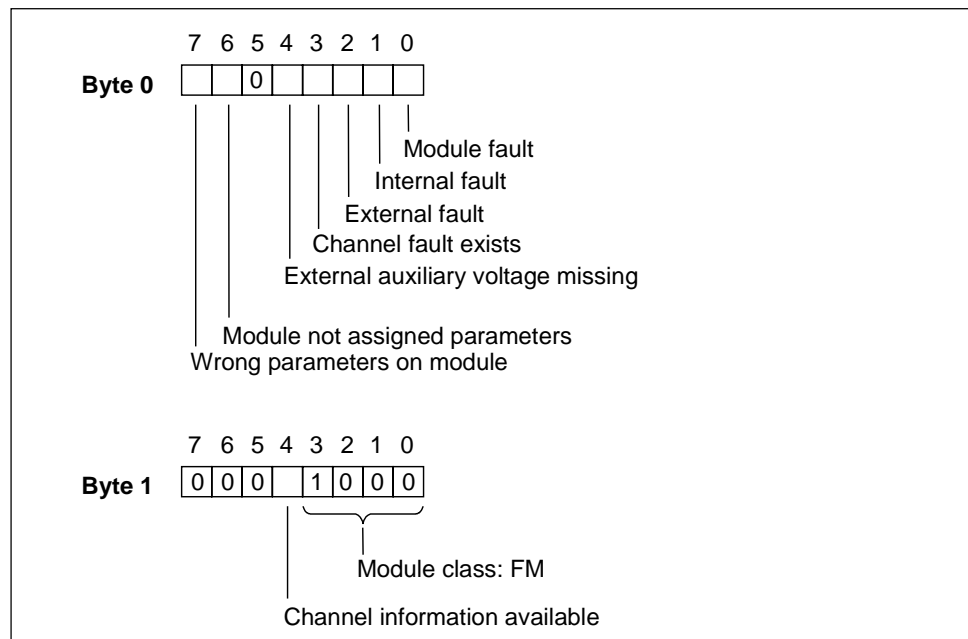 7 6 5 4 3 2 1 0
Byte 0 0
Module fault
Internal fault
External fault
Channel fault exists
External auxiliary voltage missing
Module not assigned parameters
Wrong parameters on module
7 6 5 4 3 2 1 0
Byte 1 0 0 0 1 0 0 0
Module class: FM
Channel information available